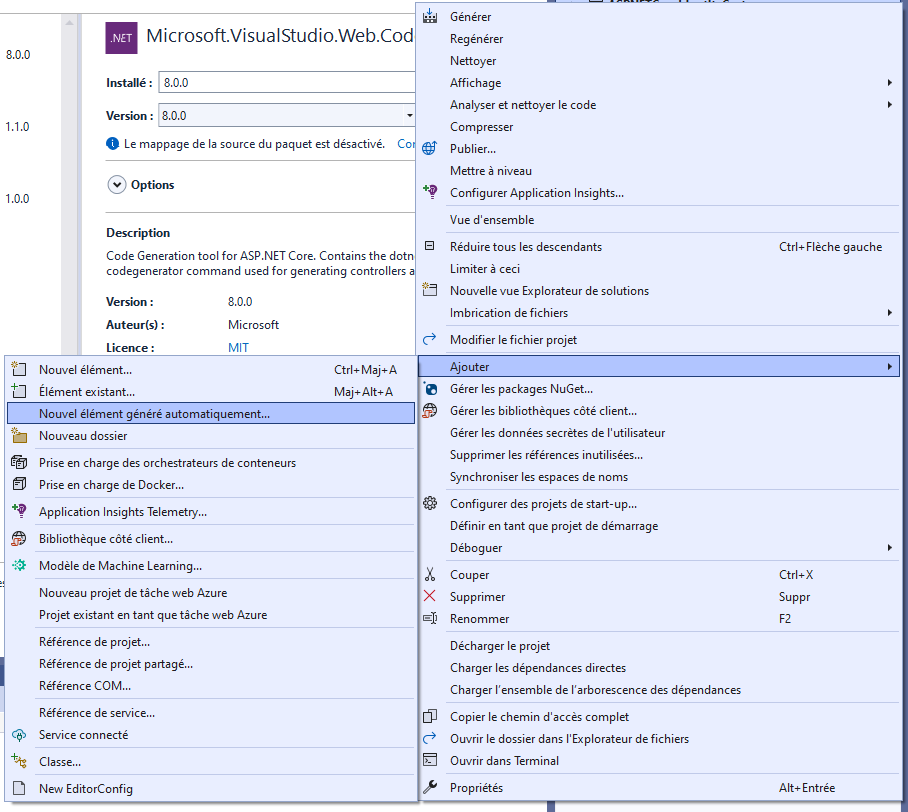 8.0.0
1.1.0
1.0.0
.NET
Microsoft.VisualStudio.Web.Cod
Installé : 8.0.0
Version : 8.0.0
Le mappage de la source du paquet est désactivé.
Options
Description
Code Generation tool for ASP.NET Core. Contains the
codegenerator command used for generating controllers
Version : 8.0.0
Auteur(s) : Microsoft
Licence : MIT
Générer
Regénérer
Nettoyer
Affichage
Analyser et nettoyer le code
Compresser
Publier...
Mettre à niveau
Configurer Application Insights...
Vue d'ensemble
Réduire tous les descendants Ctrl+Flèche gauche
Limiter à ceci
Nouvelle vue Explorateur de solutions
Imbrication de fichiers
Modifier le fichier projet
Ajouter
Gérer les packages NuGet...
Gérer les bibliothèques côté client...
Gérer les données secrètes de l'utilisateur
Supprimer les références inutilisées...
Synchroniser les espaces de noms
Configurer des projets de start-up...
Définir en tant que projet de démarrage
Déboguer
Couper Ctrl+X
Supprimer Suppr
Renommer F2
Décharger le projet
Charger les dépendances directes
Charger l'ensemble de l'arborescence des dépendances
Copier le chemin d'accès complet
Ouvrir le dossier dans l'Explorateur de fichiers
Ouvrir dans Terminal
Propriétés Alt+Entrée
Nouvel élément... Ctrl+Maj+A
Élément existant... Maj+Alt+A
Nouvel élément généré automatiquement...
Nouveau dossier
Prise en charge des orchestrateurs de conteneurs
Prise en charge de Docker...
Application Insights Telemetry...
Bibliothèque côté client...
Modèle de Machine Learning...
Nouveau projet de tâche web Azure
Projet existant en tant que tâche web Azure
Référence de projet...
Référence de projet partagé...
Référence COM...
Référence de service...
Service connecté
Classe...
New EditorConfig